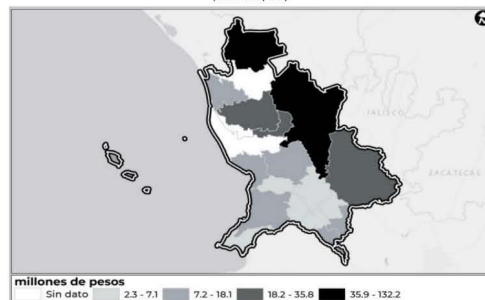 JALISCO
ZACATECAS
millones de pesos
Sin dato 2.3 - 7.1 7.2 - 18.1 18.2 - 35.8 35.9 - 132.2